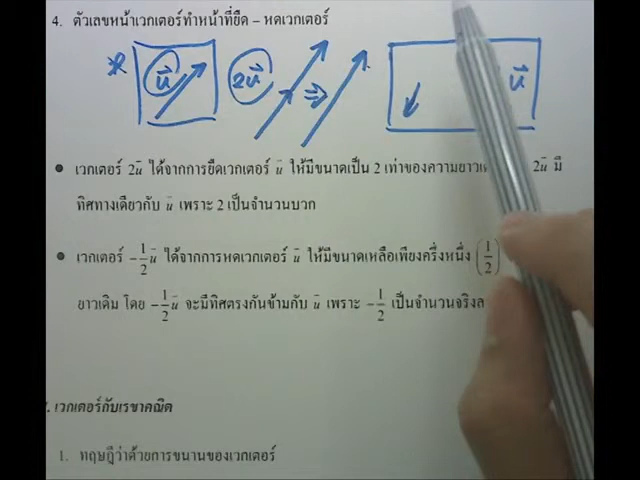 4. ตัวเลขหน้าเวกเตอร์ทำหน้าที่ยืด – หดเวกเตอร์
u⃗ 2u⃗ ⇒ u⃗
• เวกเตอร์ 2u̅ ได้จากการยืดเวกเตอร์ u̅ ให้มีขนาดเป็น 2 เท่าของความยาว 2u̅ มี
ทิศทางเดียวกับ u̅ เพราะ 2 เป็นจำนวนบวก
• เวกเตอร์ -1/2 u̅ ได้จากการหดเวกเตอร์ u̅ ให้มีขนาดเหลือเพียงครึ่งหนึ่ง (1/2)
ยาวเดิม โดย -1/2 u̅ จะมีทิศตรงกันข้ามกับ u̅ เพราะ -1/2 เป็นจำนวนจริง
. เวกเตอร์กับเรขาคณิต
1. ทฤษฎีว่าด้วยการขนานของเวกเตอร์